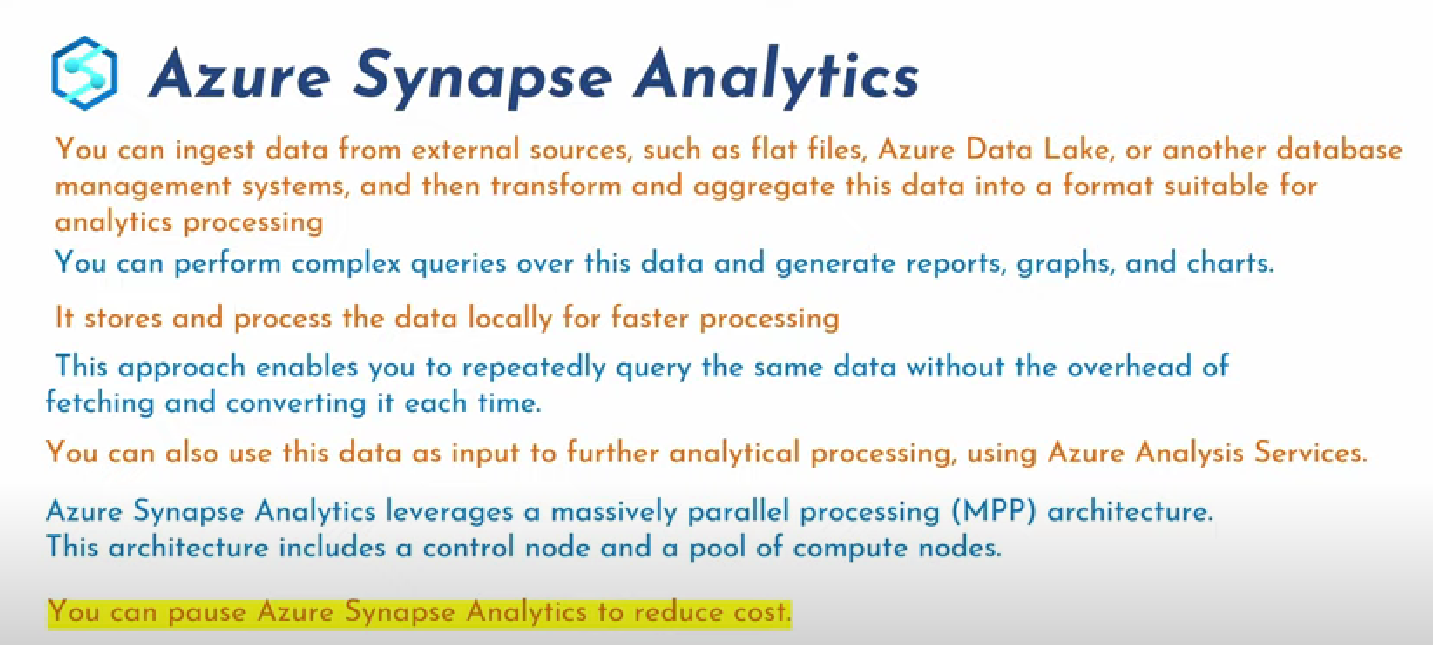 Azure Synapse Analytics
You can ingest data from external sources, such as flat files, Azure Data Lake, or another database
management systems, and then transform and aggregate this data into a format suitable for
analytics processing
You can perform complex queries over this data and generate reports, graphs, and charts.
It stores and process the data locally for faster processing
This approach enables you to repeatedly query the same data without the overhead of
fetching and converting it each time.
You can also use this data as input to further analytical processing, using Azure Analysis Services.
Azure Synapse Analytics leverages a massively parallel processing (MPP) architecture.
This architecture includes a control node and a pool of compute nodes.
You can pause Azure Synapse Analytics to reduce cost.